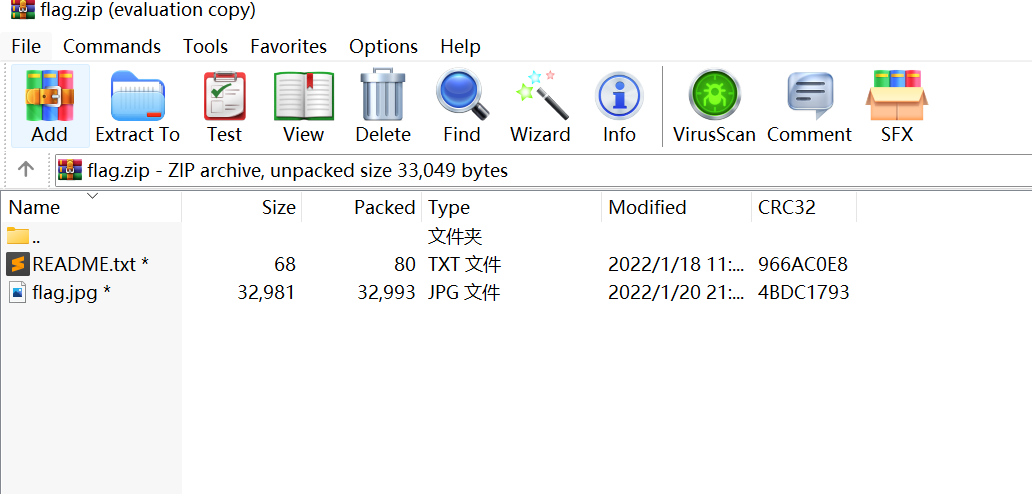 flag.zip (evaluation copy)
File Commands Tools Favorites Options Help
Add Extract To Test View Delete Find Wizard Info VirusScan Comment SFX
flag.zip - ZIP archive, unpacked size 33,049 bytes
Name Size Packed Type Modified CRC32
.. 文件夹
README.txt * 68 80 TXT 文件 2022/1/18 11:... 966AC0E8
flag.jpg * 32,981 32,993 JPG 文件 2022/1/20 21:... 4BDC1793